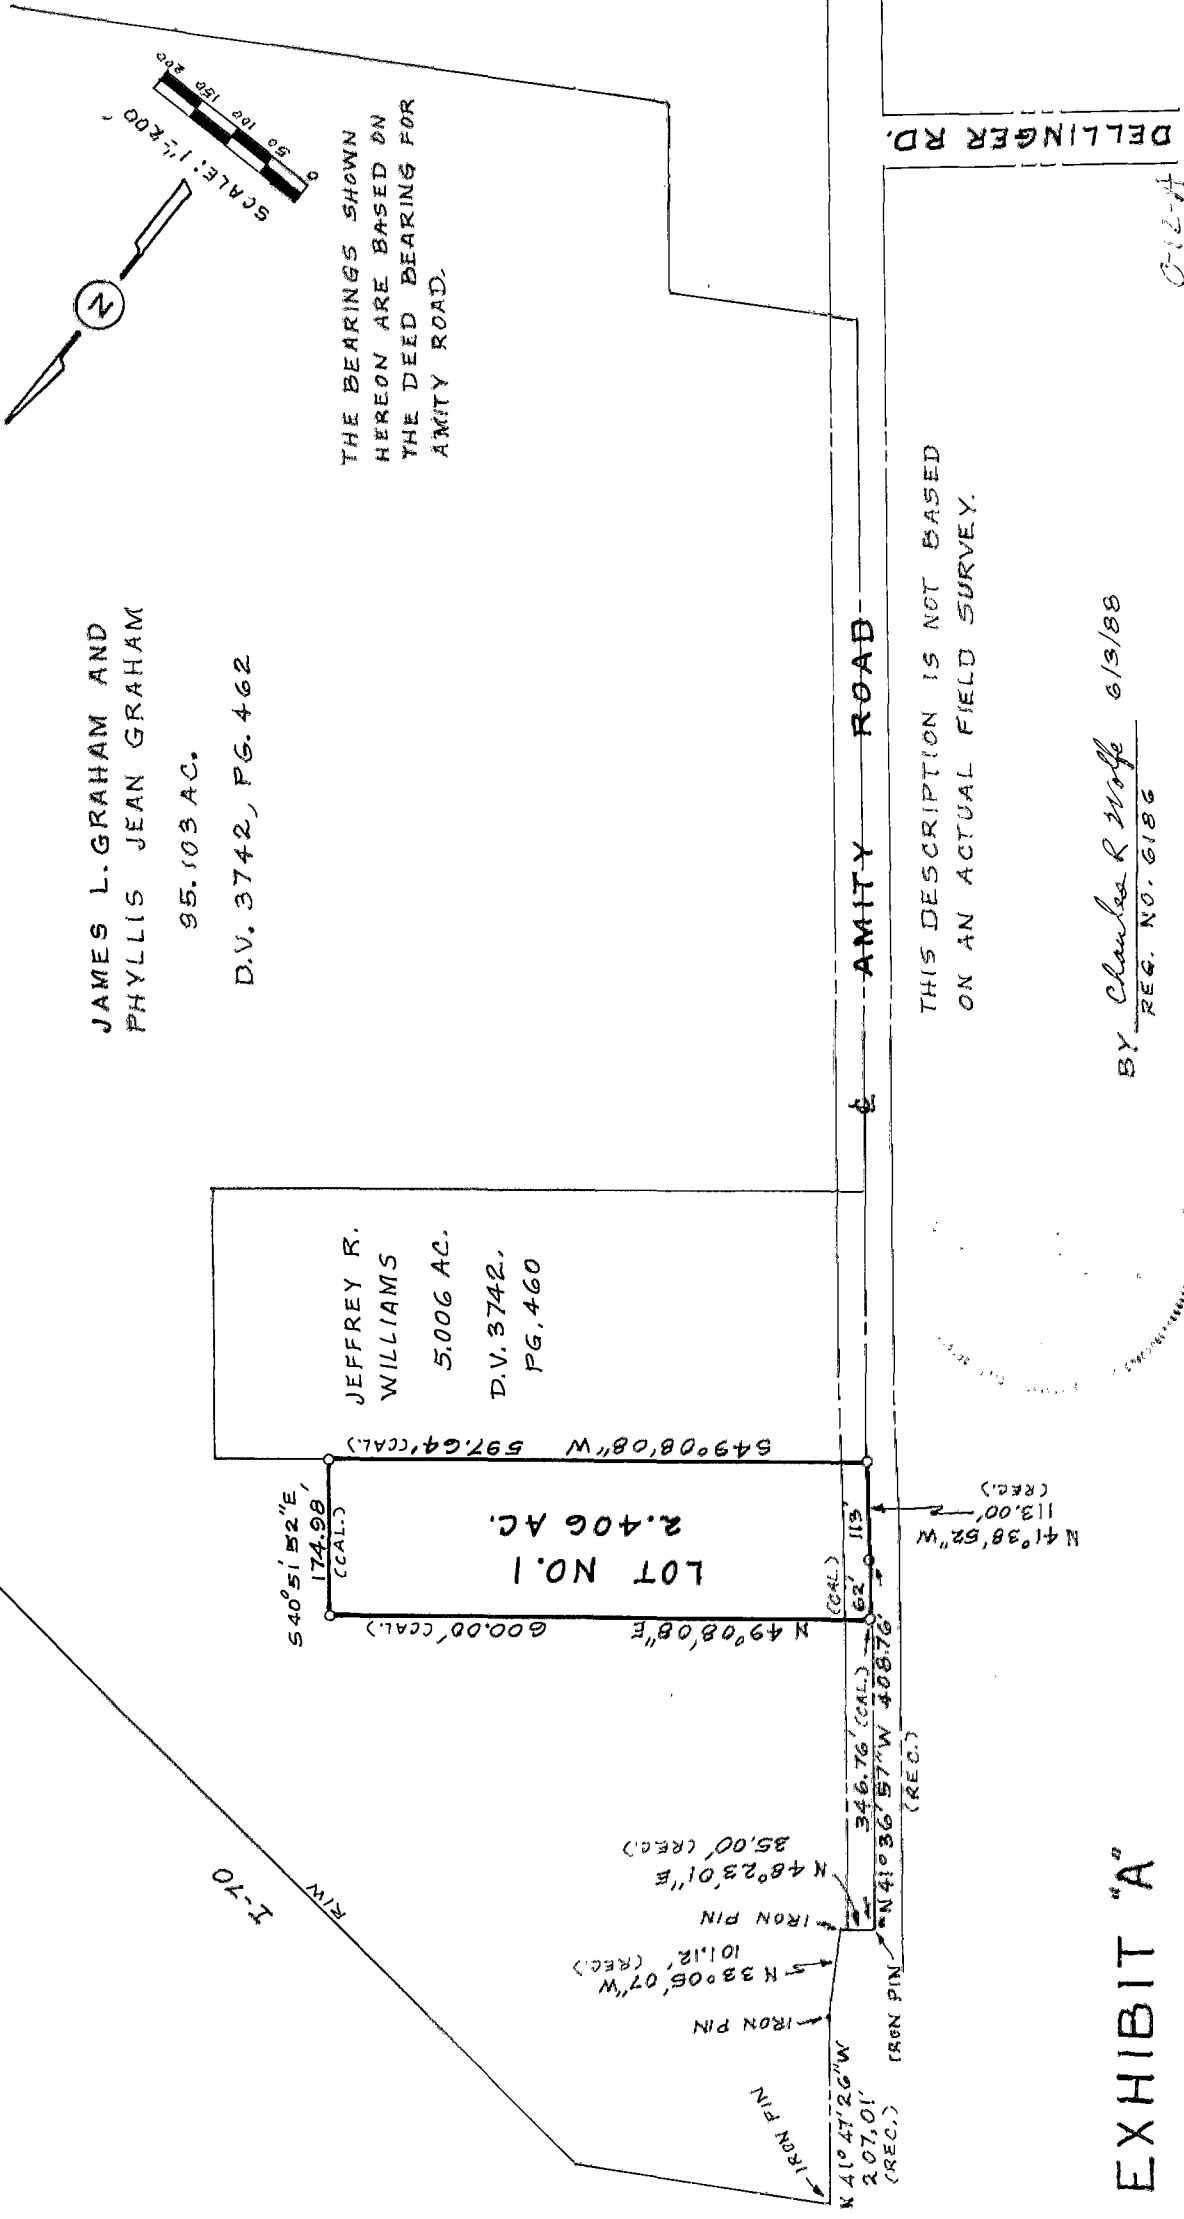 JAMES L. GRAHAM AND
PHYLLIS JEAN GRAHAM
95.103 AC.
D.V. 3742, PG. 462
N
SCALE: 1"=200'
0
50
100
150
200
THE BEARINGS SHOWN
HEREON ARE BASED ON
THE DEED BEARING FOR
AMITY ROAD.
I-70
R/W
S40°51'52"E,
174.98'
(CAL.)
JEFFREY R.
WILLIAMS
5.006 AC.
D.V. 3742,
PG. 460
S49°08'08"W 597.64' (CAL.)
LOT NO. 1
2.406 AC.
N 49°08'08"E 600.00' (CAL.)
(CAL.)
62'
113'
N 41°38'52"W
113.00'
(REC.)
346.76' (CAL.)
N 41°36'57"W 408.76'
(REC.)
N 48°23'01"E
35.00' (REC.)
IRON PIN
N 33°05'07"W
101.12' (REC.)
IRON PIN
IRON PIN
IRON PIN
N 41°47'26"W
207.01'
(REC.)
AMITY ROAD
DELLINGER RD.
THIS DESCRIPTION IS NOT BASED
ON AN ACTUAL FIELD SURVEY.
BY Charles R Wolfe 6/3/88
REG. NO. 6186
O-12-A
EXHIBIT "A"